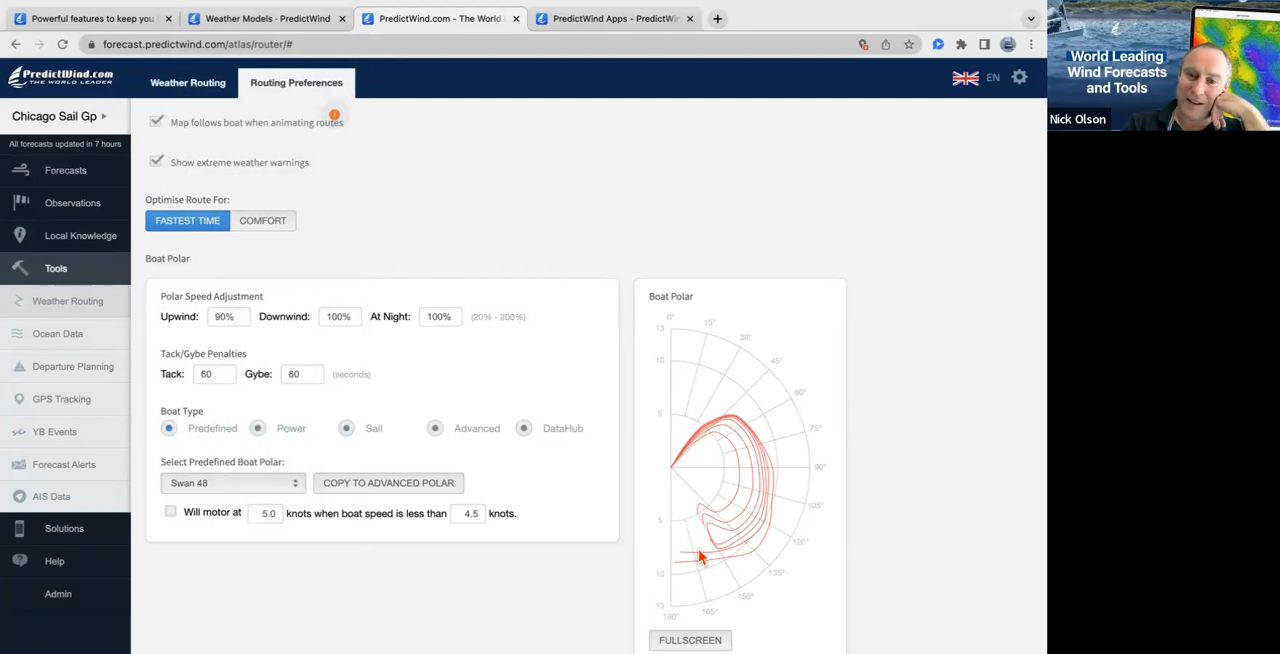 Powerful features to keep you
Weather Models - PredictWind
PredictWind.com - The World
PredictWind Apps - PredictWin
forecast.predictwind.com/atlas/router/#
PredictWind.com
THE WORLD LEADER
Weather Routing
Routing Preferences
EN
Chicago Sail Gp
All forecasts updated in 7 hours
Forecasts
Observations
Local Knowledge
Tools
Weather Routing
Ocean Data
Departure Planning
GPS Tracking
YB Events
Forecast Alerts
AIS Data
Solutions
Help
Admin
Map follows boat when animating routes
Show extreme weather warnings
Optimise Route For:
FASTEST TIME
COMFORT
Boat Polar
Polar Speed Adjustment
Upwind: 90% Downwind: 100% At Night: 100% (20% - 200%)
Tack/Gybe Penalties
Tack: 60 Gybe: 60 (seconds)
Boat Type
Predefined Power Sail Advanced DataHub
Select Predefined Boat Polar:
Swan 48
COPY TO ADVANCED POLAR
Will motor at 5.0 knots when boat speed is less than 4.5 knots.
Boat Polar
0°
13
15°
30°
10
45°
60°
5
75°
90°
105°
5
120°
135°
10
150°
13
165°
180°
FULLSCREEN
World Leading
Wind Forecasts
and Tools
Nick Olson